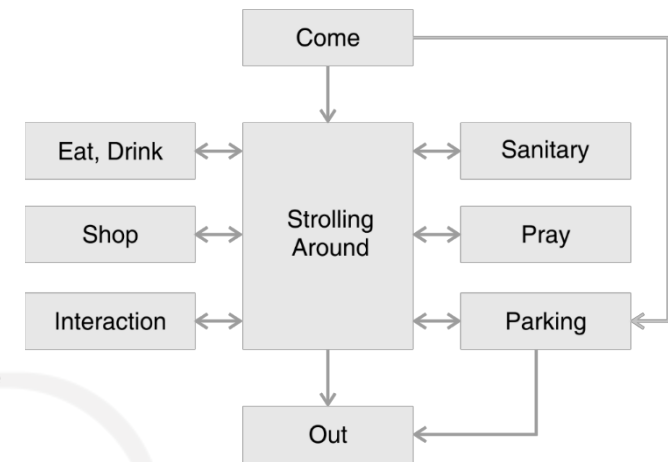 Come
Eat, Drink
Sanitary
Strolling
Around
Shop
Pray
Interaction
Parking
Out